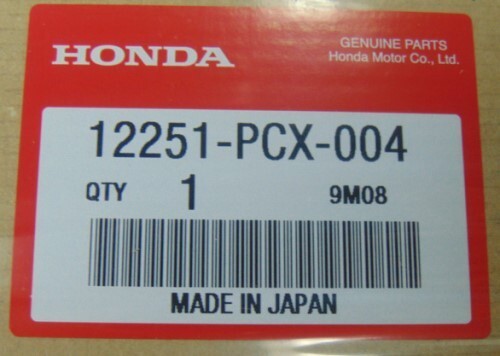 HONDA
GENUINE PARTS
Honda Motor Co., Ltd.
12251-PCX-004
QTY 1 9M08
MADE IN JAPAN